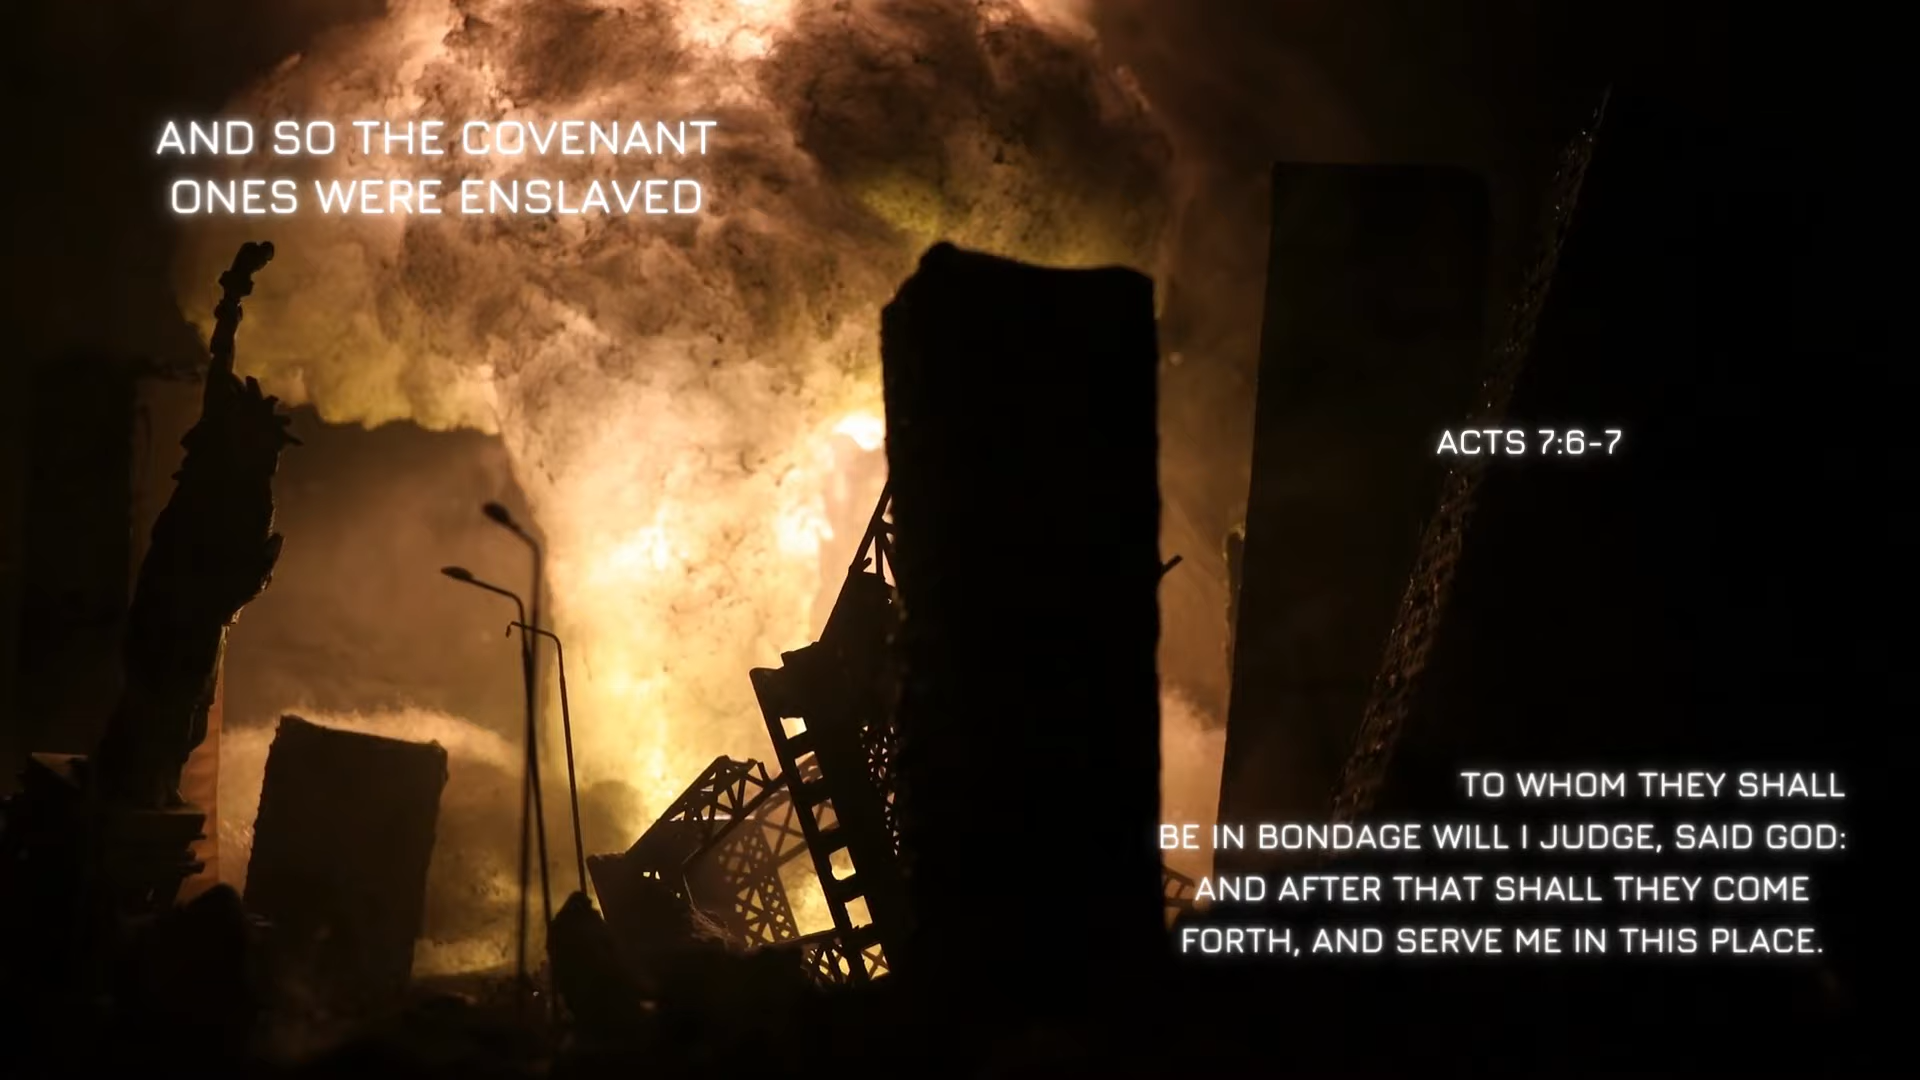 AND SO THE COVENANT
ONES WERE ENSLAVED
ACTS 7:6-7
TO WHOM THEY SHALL
BE IN BONDAGE WILL I JUDGE, SAID GOD:
AND AFTER THAT SHALL THEY COME
FORTH, AND SERVE ME IN THIS PLACE.